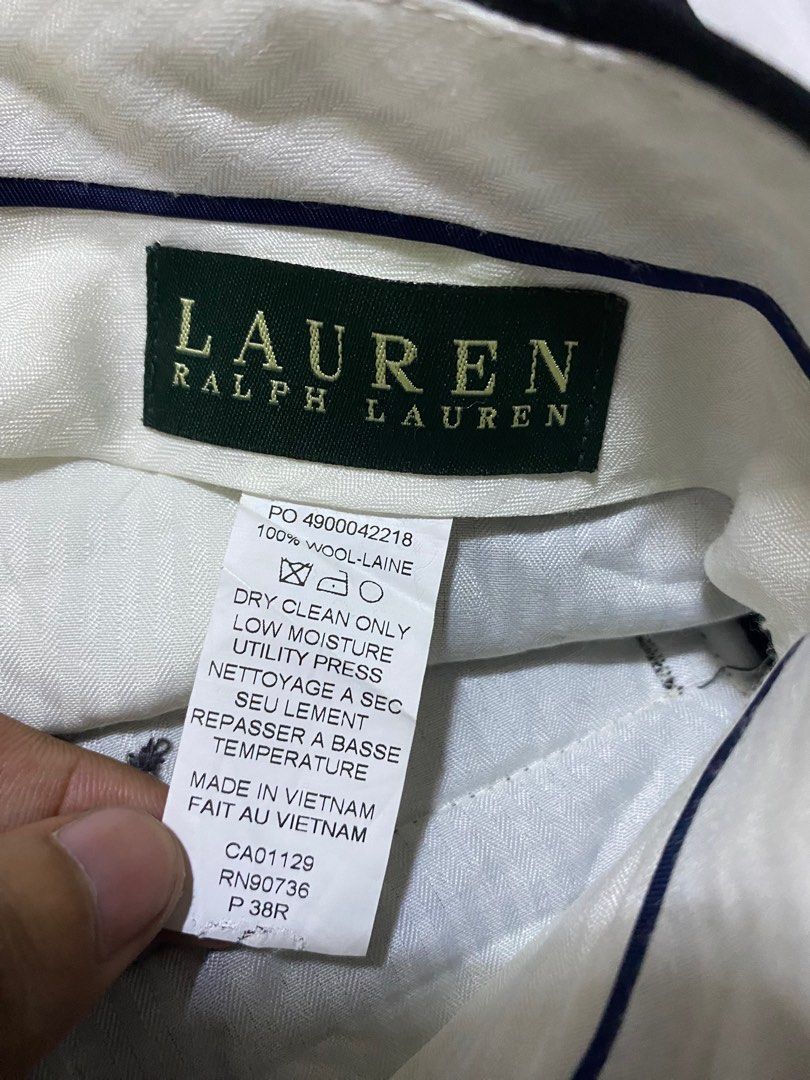 LAUREN
RALPH LAUREN
PO 4900042218
100% WOOL-LAINE
DRY CLEAN ONLY
LOW MOISTURE
UTILITY PRESS
NETTOYAGE A SEC
SEU LEMENT
REPASSER A BASSE
TEMPERATURE
MADE IN VIETNAM
FAIT AU VIETNAM
CA01129
RN90736
P 38R